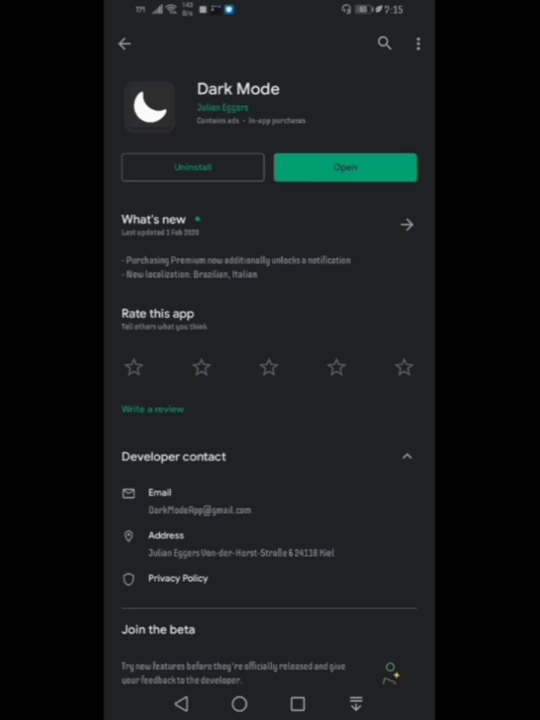 TM 143 B/s 7:15
Dark Mode
Julian Eggers
Contains ads · In-app purchases
Uninstall Open
What's new
Last updated 1 Feb 2020
- Purchasing Premium now additionally unlocks a notification
- New localization: Brazilian, Italian
Rate this app
Tell others what you think
Write a review
Developer contact
Email
DarkModeApp@gmail.com
Address
Julian Eggers Von-der-Horst-Straße 6 24118 Kiel
Privacy Policy
Join the beta
Try new features before they're officially released and give
your feedback to the developer.